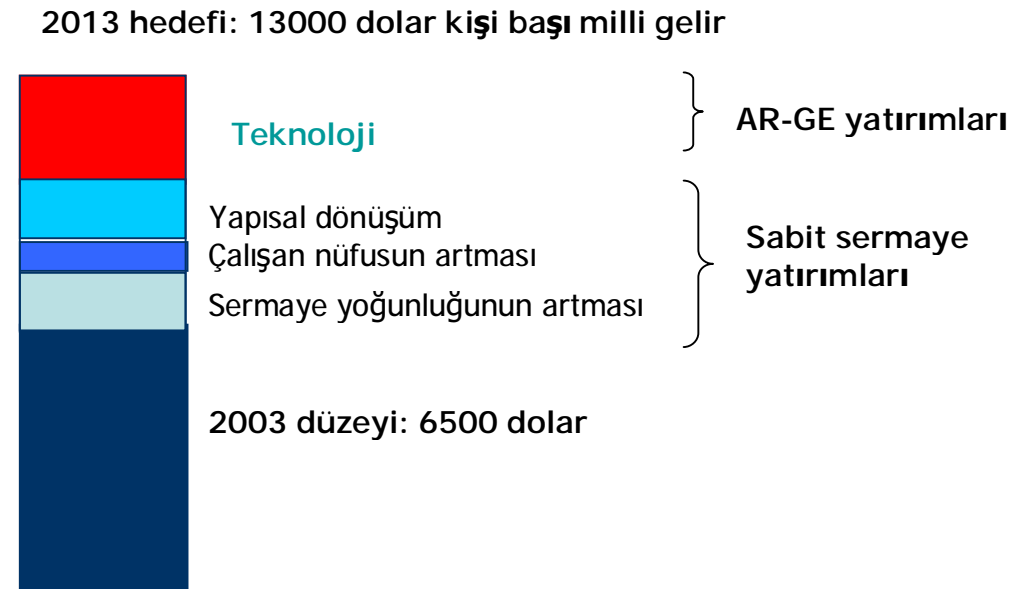 2013 hedefi: 13000 dolar kişi başı milli gelir
Teknoloji
AR-GE yatırımları
Yapısal dönüşüm
Çalışan nüfusun artması
Sermaye yoğunluğunun artması
Sabit sermaye
yatırımları
2003 düzeyi: 6500 dolar